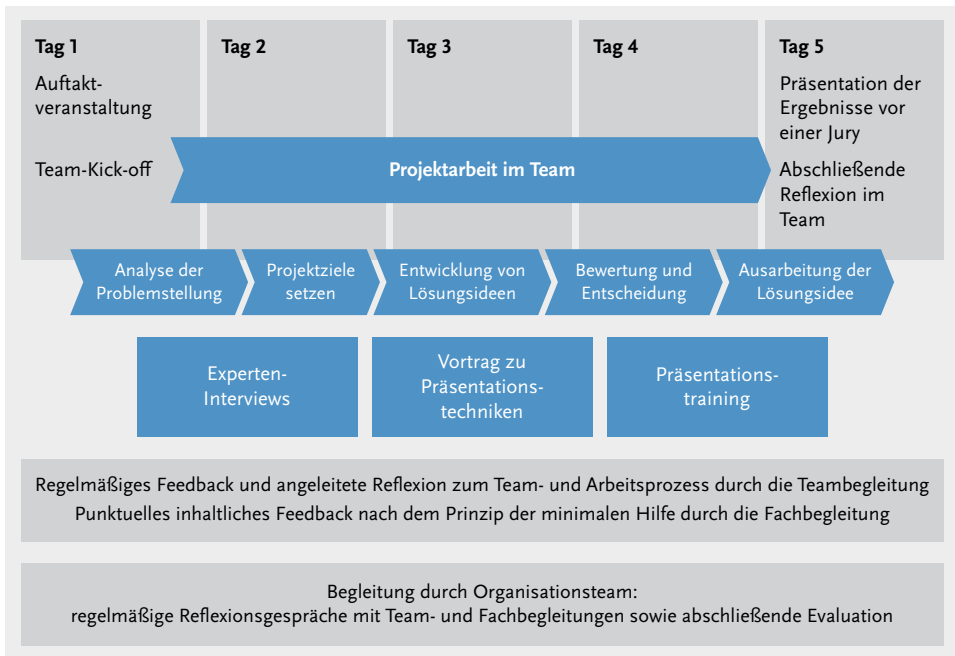 Tag 1
Auftakt-
veranstaltung
Team-Kick-off
Tag 2
Tag 3
Tag 4
Tag 5
Präsentation der
Ergebnisse vor
einer Jury
Abschließende
Reflexion im
Team
Projektarbeit im Team
Analyse der
Problemstellung
Projektziele
setzen
Entwicklung von
Lösungsideen
Bewertung und
Entscheidung
Ausarbeitung der
Lösungsidee
Experten-
Interviews
Vortrag zu
Präsentations-
techniken
Präsentations-
training
Regelmäßiges Feedback und angeleitete Reflexion zum Team- und Arbeitsprozess durch die Teambegleitung
Punktuelles inhaltliches Feedback nach dem Prinzip der minimalen Hilfe durch die Fachbegleitung
Begleitung durch Organisationsteam:
regelmäßige Reflexionsgespräche mit Team- und Fachbegleitungen sowie abschließende Evaluation